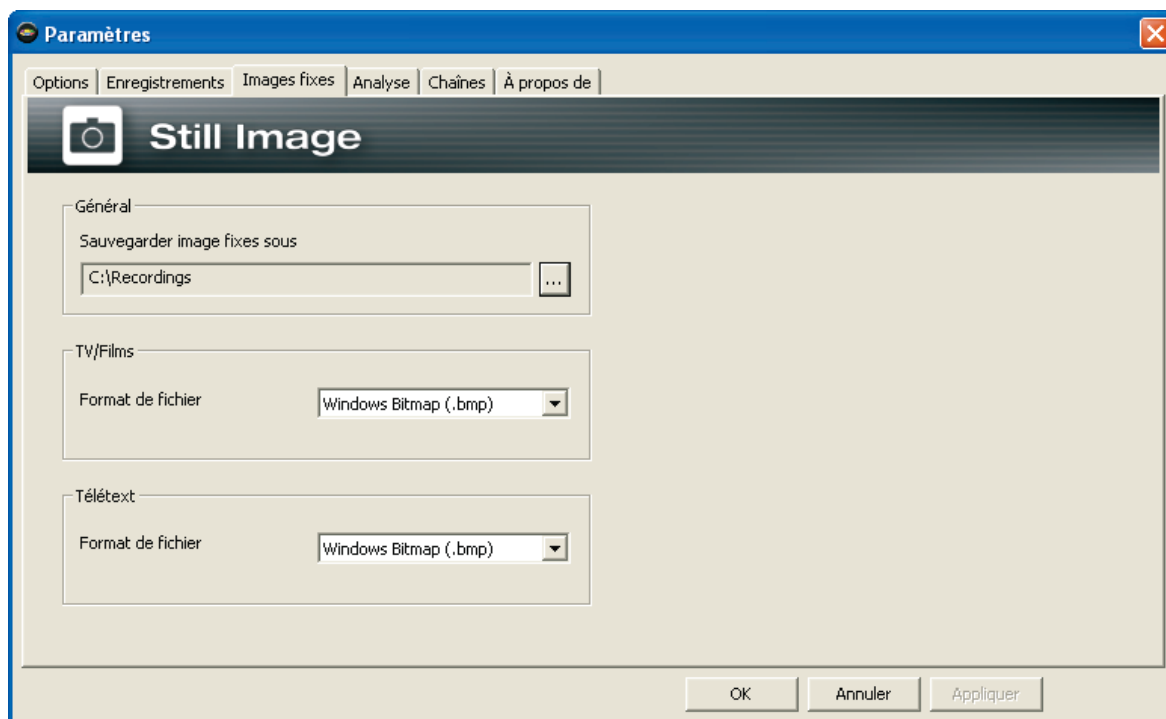 Paramètres
Options Enregistrements Images fixes Analyse Chaînes À propos de
Still Image
Général
Sauvegarder image fixes sous
C:\Recordings ...
TV/Films
Format de fichier Windows Bitmap (.bmp)
Télétext
Format de fichier Windows Bitmap (.bmp)
OK Annuler Appliquer